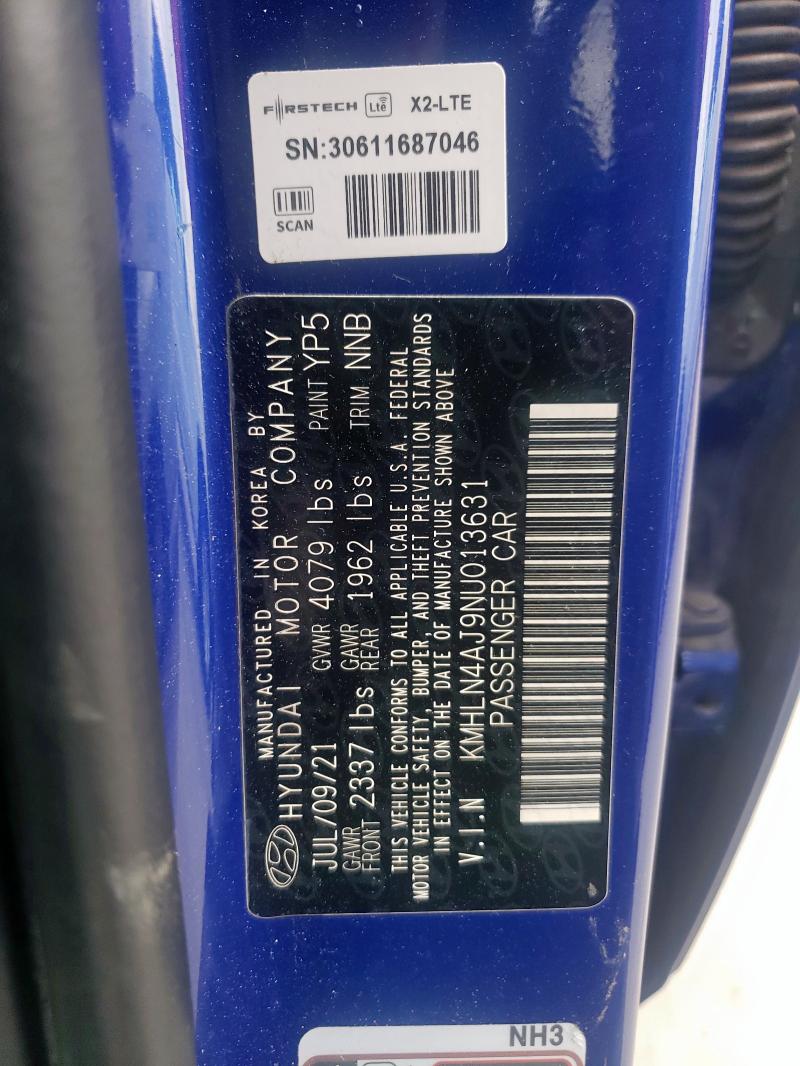 FIRSTECH LTE X2-LTE
SN:30611687046
SCAN
MANUFACTURED IN KOREA BY
HYUNDAI MOTOR COMPANY
JUL/09/21 GVWR 4079 lbs PAINT YP5
GAWR FRONT 2337 lbs GAWR REAR 1962 lbs TRIM NNB
THIS VEHICLE CONFORMS TO ALL APPLICABLE U.S.A. FEDERAL
MOTOR VEHICLE SAFETY, BUMPER, AND THEFT PREVENTION STANDARDS
IN EFFECT ON THE DATE OF MANUFACTURE SHOWN ABOVE
V.I.N KMHLN4AJ9NU013631
PASSENGER CAR
NH3